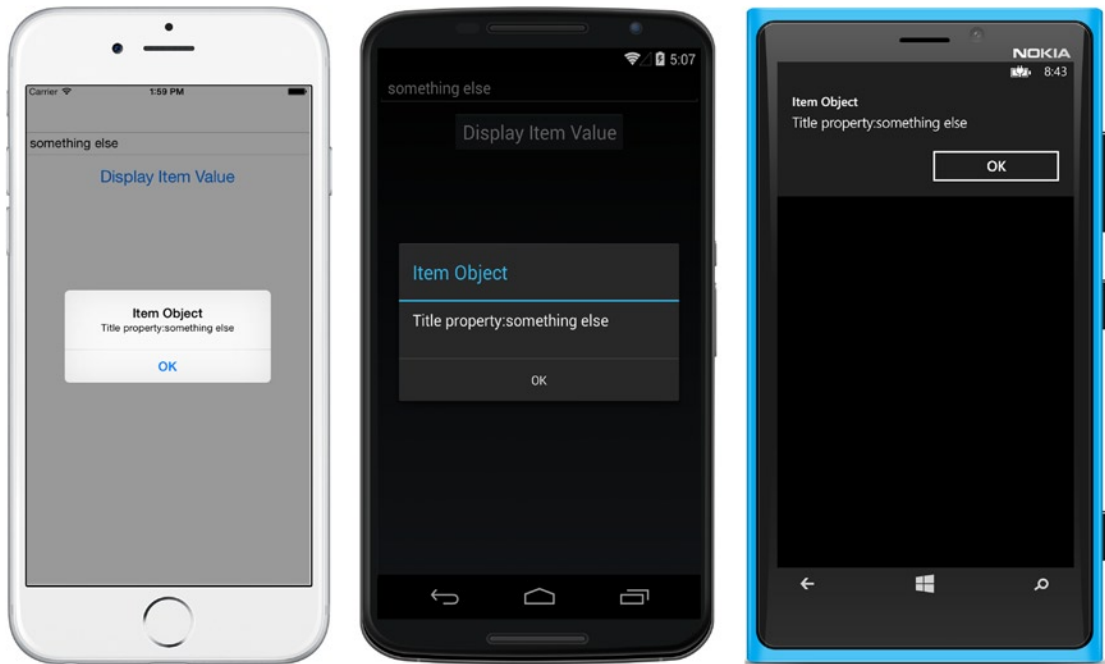 Carrier
1:59 PM
something else
Display Item Value
Item Object
Title property:something else
OK
5:07
something else
Display Item Value
Item Object
Title property:something else
OK
NOKIA
8:43
Item Object
Title property:something else
OK